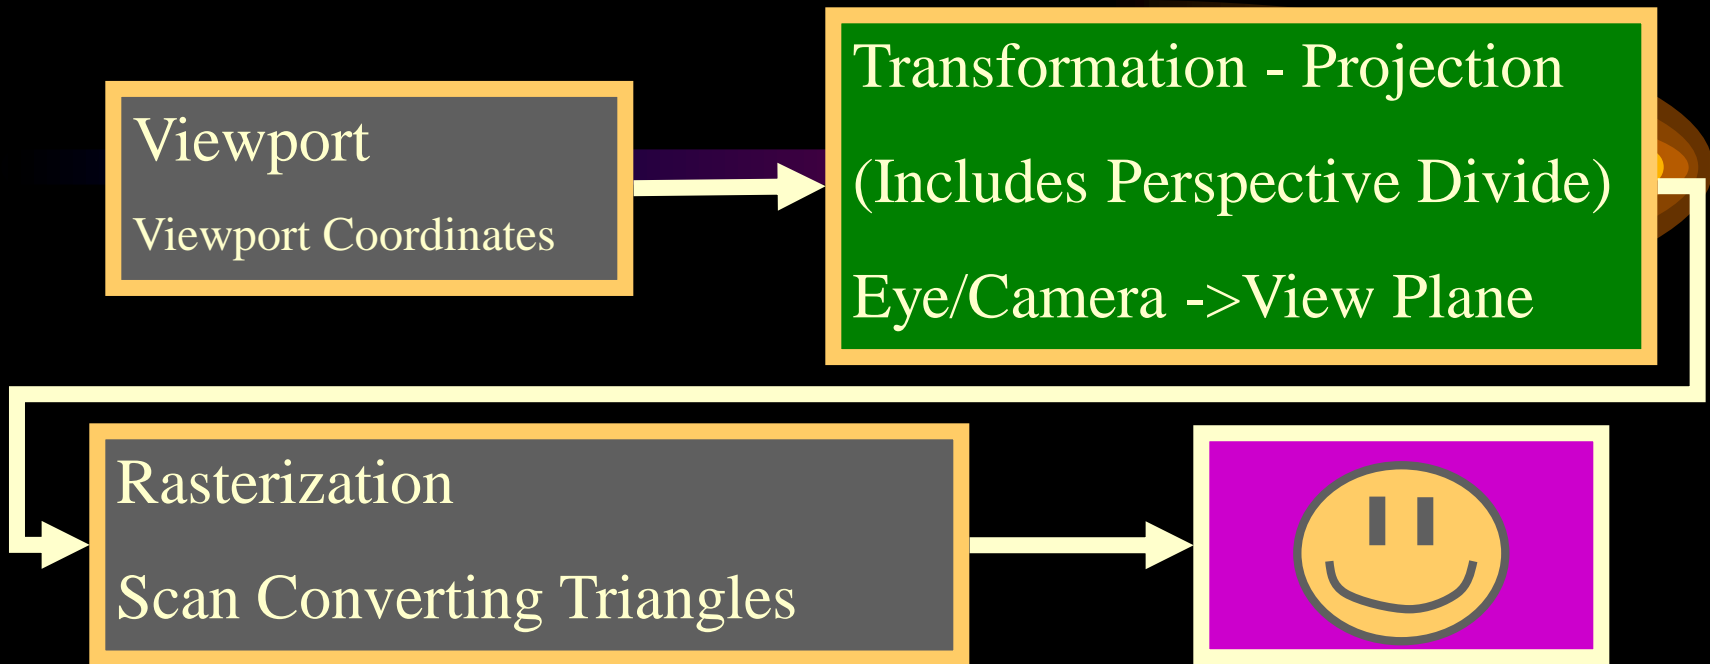 Viewport
Viewport Coordinates
Transformation - Projection
(Includes Perspective Divide)
Eye/Camera ->View Plane
Rasterization
Scan Converting Triangles